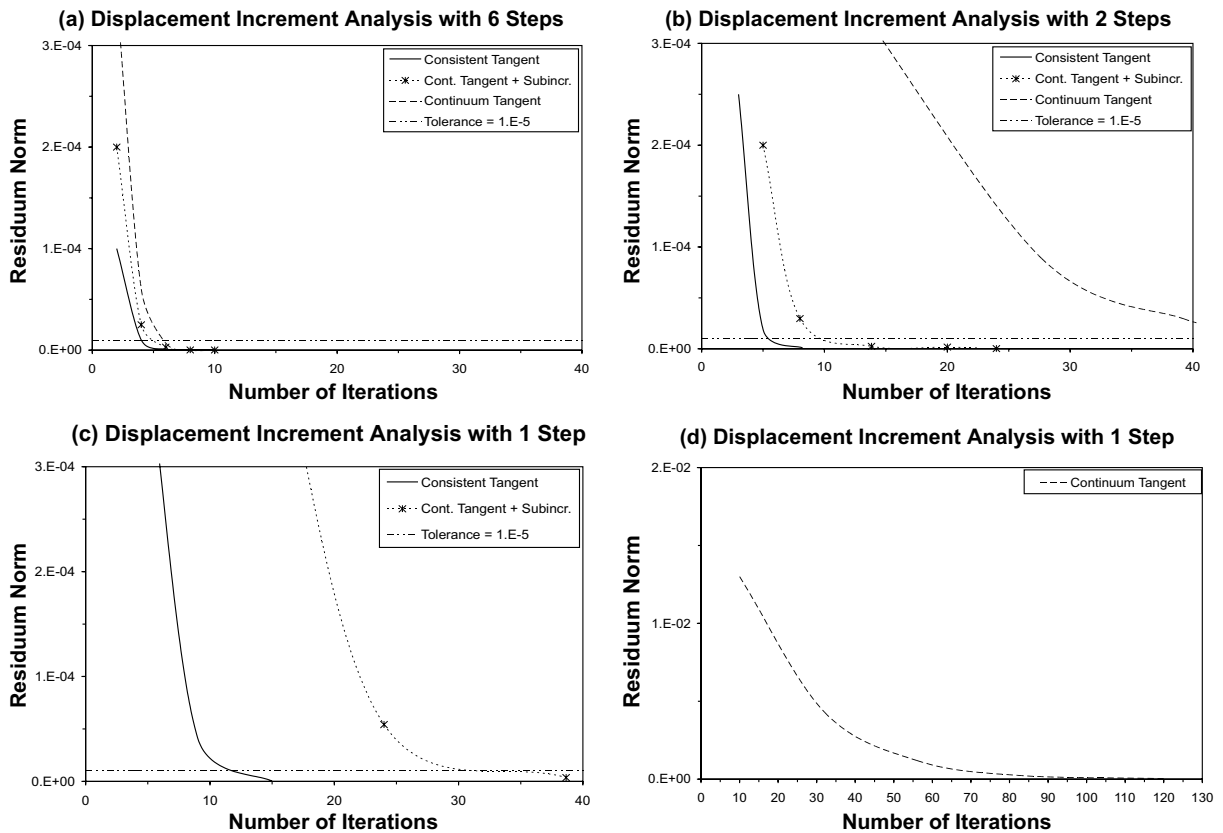 (a) Displacement Increment Analysis with 6 Steps
3.E-04
2.E-04
1.E-04
0.E+00
Residuum Norm
Consistent Tangent
Cont. Tangent + Subincr.
Continuum Tangent
Tolerance = 1.E-5
0 10 20 30 40
Number of Iterations
(b) Displacement Increment Analysis with 2 Steps
3.E-04
2.E-04
1.E-04
0.E+00
Residuum Norm
Consistent Tangent
Cont. Tangent + Subincr.
Continuum Tangent
Tolerance = 1.E-5
0 10 20 30 40
Number of Iterations
(c) Displacement Increment Analysis with 1 Step
3.E-04
2.E-04
1.E-04
0.E+00
Residuum Norm
Consistent Tangent
Cont. Tangent + Subincr.
Tolerance = 1.E-5
0 10 20 30 40
Number of Iterations
(d) Displacement Increment Analysis with 1 Step
2.E-02
1.E-02
0.E+00
Residuum Norm
Continuum Tangent
0 10 20 30 40 50 60 70 80 90 100 110 120 130
Number of Iterations